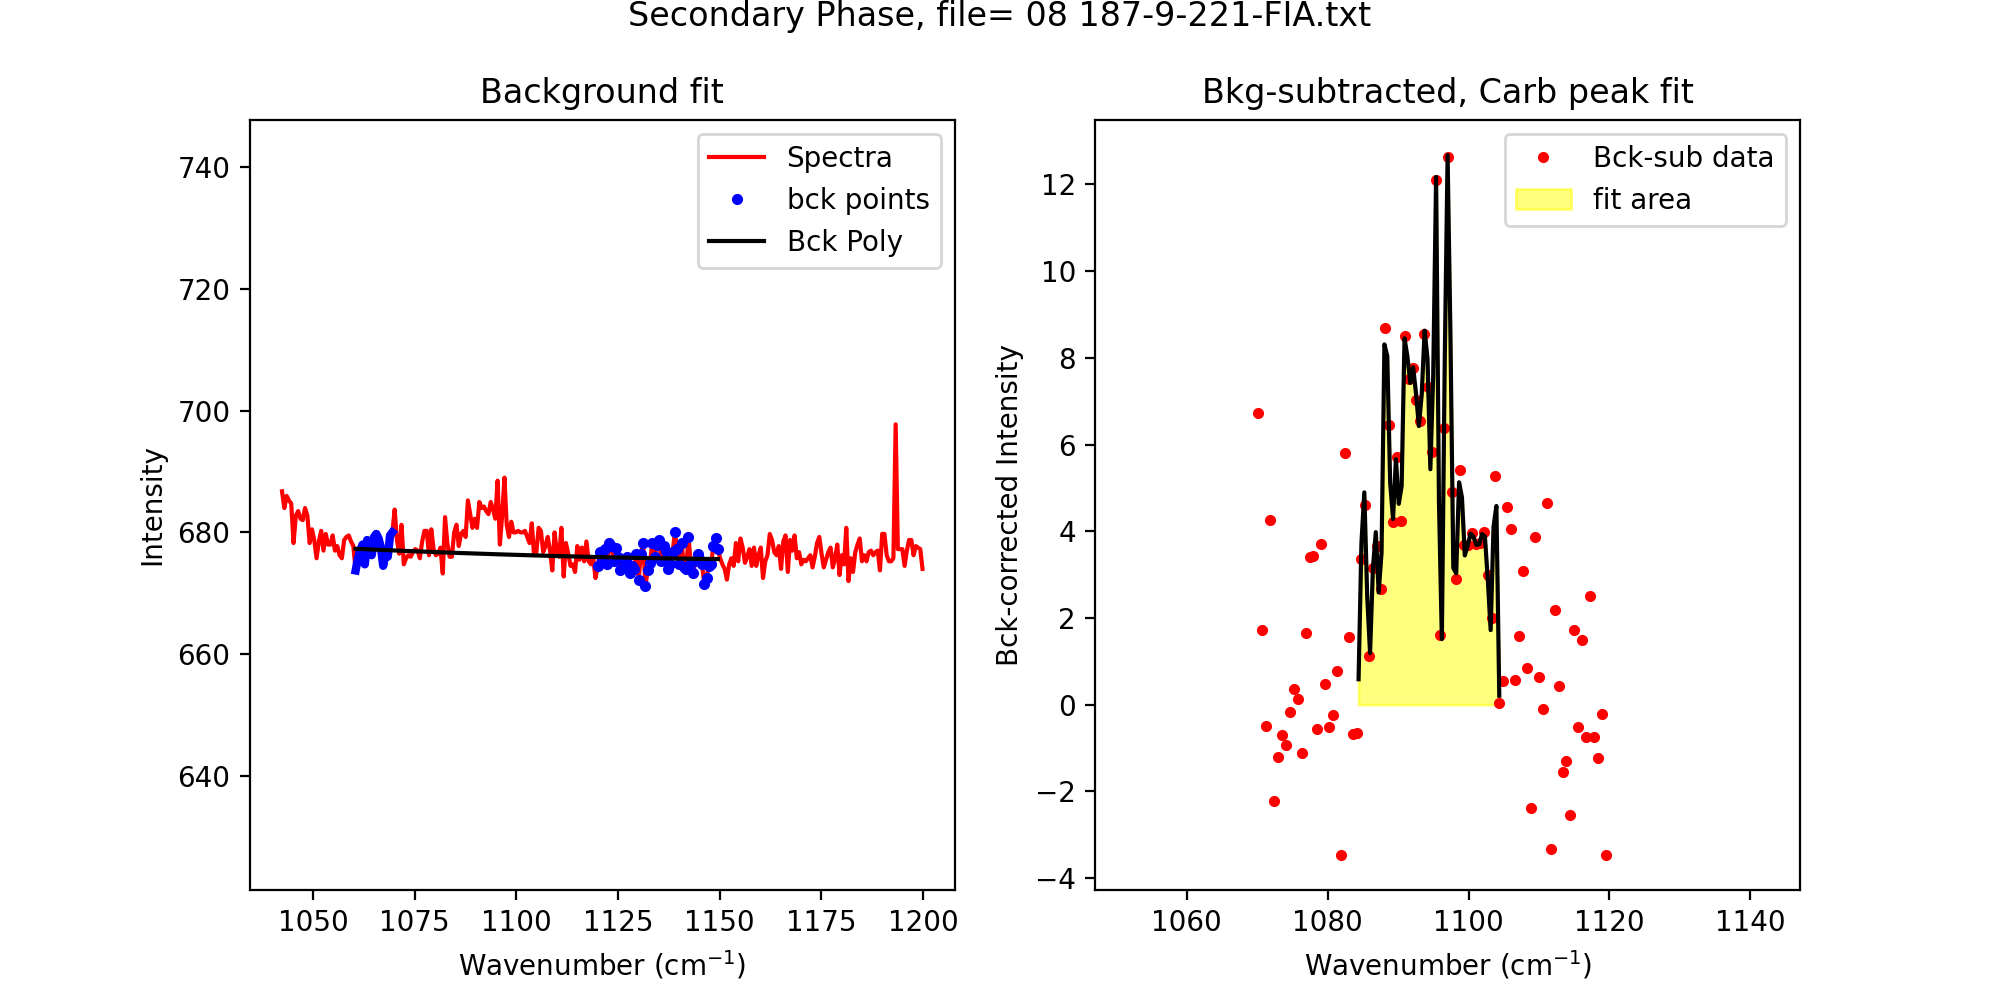 Secondary Phase, file= 08 187-9-221-FIA.txt
Background fit
Spectra
bck points
Bck Poly
740
720
700
680
660
640
Intensity
1050 1075 1100 1125 1150 1175 1200
Wavenumber (cm⁻¹)
Bkg-subtracted, Carb peak fit
Bck-sub data
fit area
12
10
8
6
4
2
0
−2
−4
Bck-corrected Intensity
1060 1080 1100 1120 1140
Wavenumber (cm⁻¹)